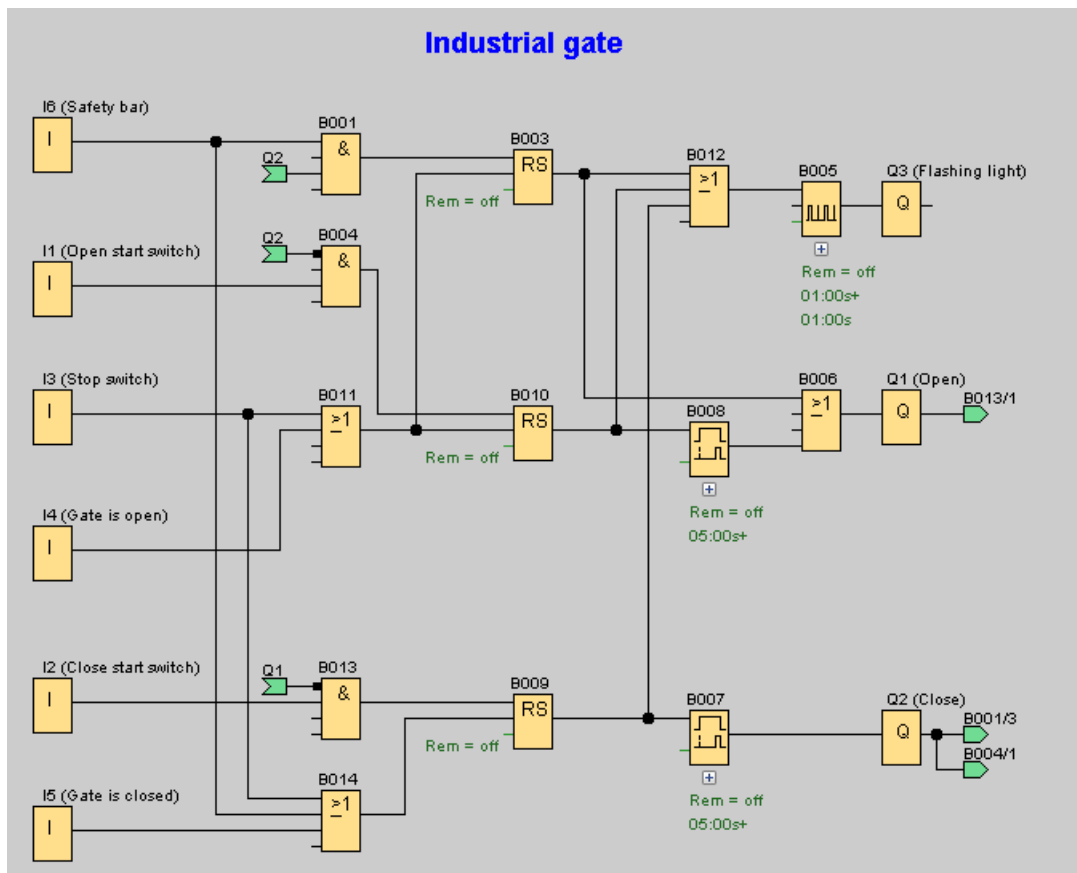 Industrial gate
I6 (Safety bar)
I
B001
&
Q2
B003
RS
Rem = off
B012
>1
B005
Rem = off
01:00s+
01:00s
Q3 (Flashing light)
Q
I1 (Open start switch)
I
Q2
B004
&
I3 (Stop switch)
I
B011
>1
B010
RS
Rem = off
B008
Rem = off
05:00s+
B006
>1
Q1 (Open)
Q
B013/1
I4 (Gate is open)
I
I2 (Close start switch)
I
Q1
B013
&
B009
RS
Rem = off
B007
Rem = off
05:00s+
Q2 (Close)
Q
B001/3
B004/1
I5 (Gate is closed)
I
B014
>1